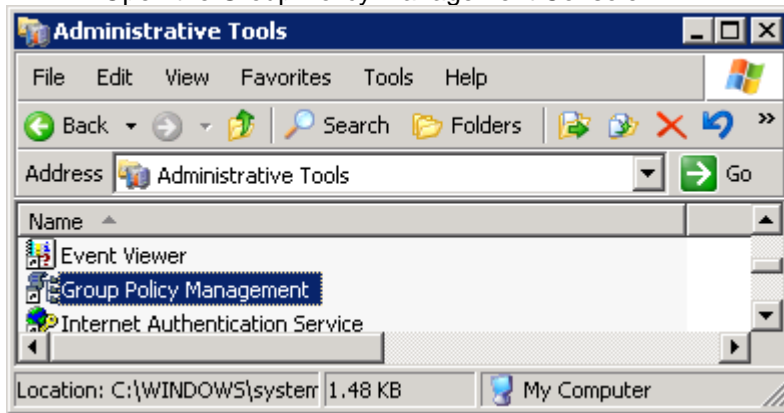 Administrative Tools
File Edit View Favorites Tools Help
Back Search Folders »
Address Administrative Tools Go
Name
Event Viewer
Group Policy Management
Internet Authentication Service
Location: C:\WINDOWS\system 1.48 KB My Computer